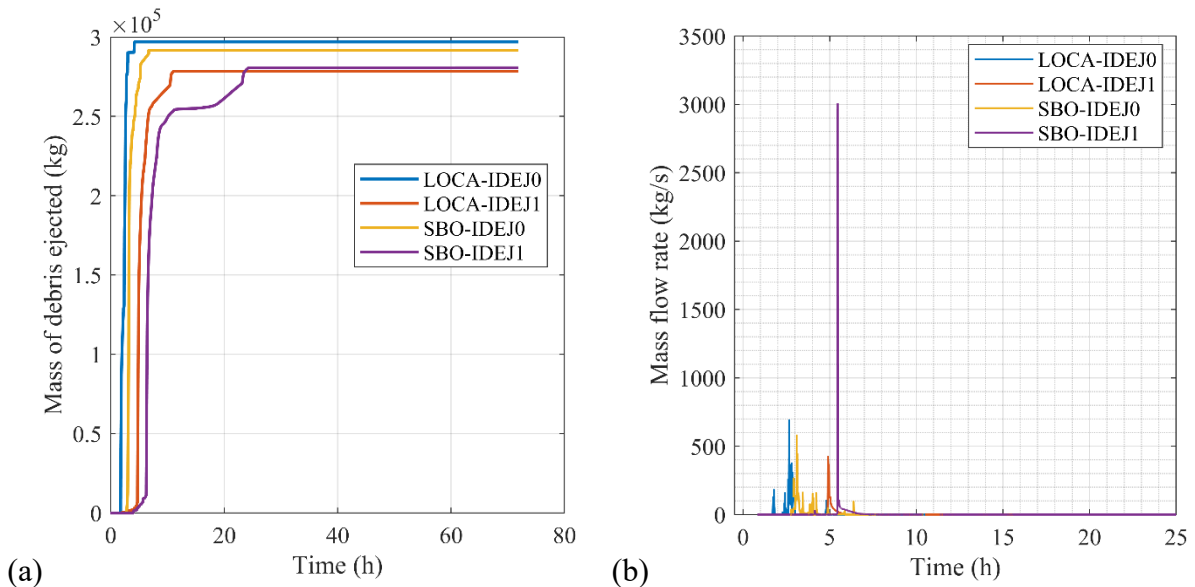 ×10⁵
3
2.5
2
1.5
1
0.5
0
Mass of debris ejected (kg)
LOCA-IDEJ0
LOCA-IDEJ1
SBO-IDEJ0
SBO-IDEJ1
0 20 40 60 80
Time (h)
(a)
3500
3000
2500
2000
1500
1000
500
0
Mass flow rate (kg/s)
LOCA-IDEJ0
LOCA-IDEJ1
SBO-IDEJ0
SBO-IDEJ1
0 5 10 15 20 25
Time (h)
(b)